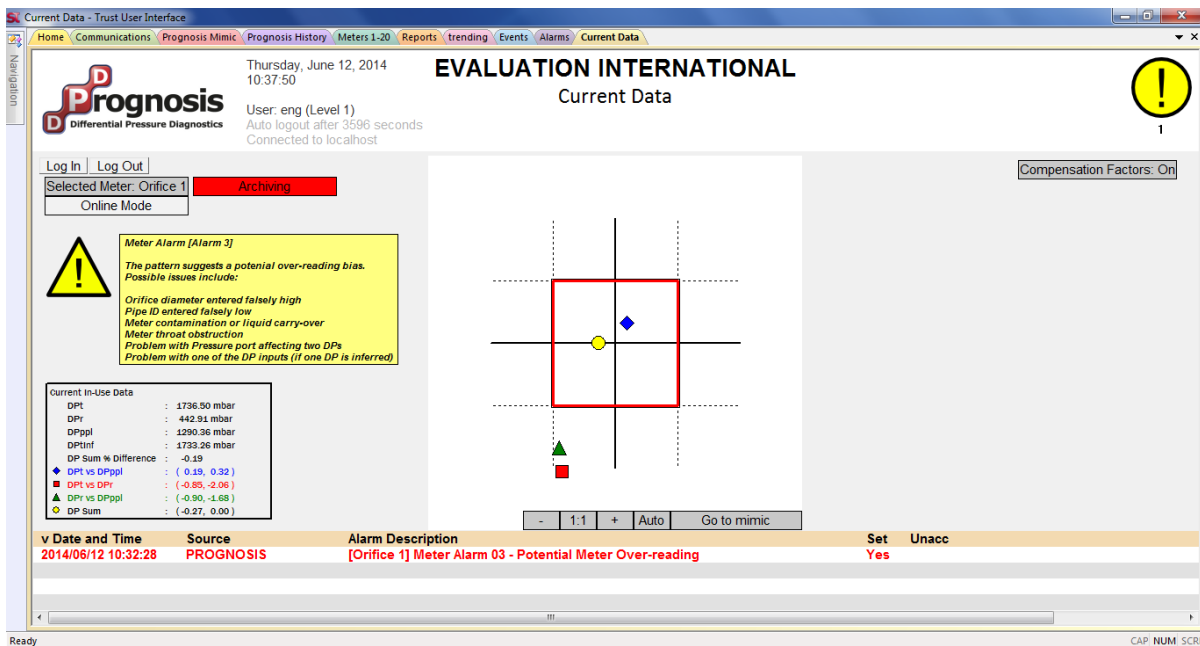 Current Data - Trust User Interface
Home Communications Prognosis Mimic Prognosis History Meters 1-20 Reports trending Events Alarms Current Data
Navigation
D
Prognosis
D Differential Pressure Diagnostics
Thursday, June 12, 2014
10:37:50
User: eng (Level 1)
Auto logout after 3596 seconds
Connected to localhost
EVALUATION INTERNATIONAL
Current Data
!
1
Log In Log Out
Selected Meter: Orifice 1 Archiving
Online Mode
Compensation Factors: On
!
Meter Alarm [Alarm 3]
The pattern suggests a potenial over-reading bias.
Possible issues include:
Orifice diameter entered falsely high
Pipe ID entered falsely low
Meter contamination or liquid carry-over
Meter throat obstruction
Problem with Pressure port affecting two DPs
Problem with one of the DP inputs (if one DP is inferred)
Current In-Use Data
DPt : 1736.50 mbar
DPr : 442.91 mbar
DPppl : 1290.36 mbar
DPtinf : 1733.26 mbar
DP Sum % Difference : -0.19
DPt vs DPppl : ( 0.19, 0.32 )
DPt vs DPr : (-0.85, -2.06 )
DPr vs DPppl : (-0.90, -1.68 )
DP Sum : (-0.27, 0.00 )
- 1:1 + Auto Go to mimic
v Date and Time Source Alarm Description Set Unacc
2014/06/12 10:32:28 PROGNOSIS [Orifice 1] Meter Alarm 03 - Potential Meter Over-reading Yes
Ready
CAP NUM SCR